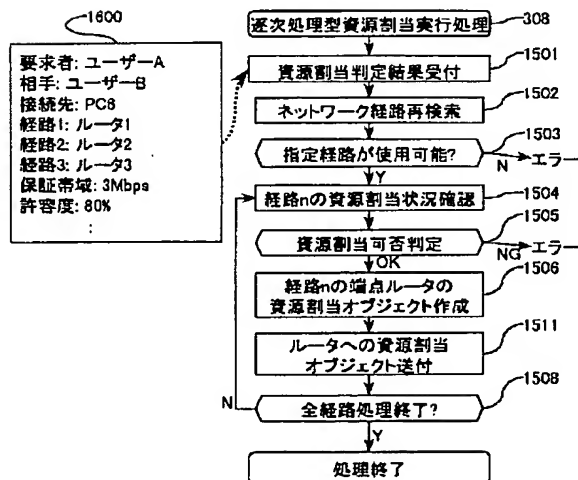 1600
要求者: ユーザーA
相手: ユーザーB
接続先: PC6
経路1: ルータ1
経路2: ルータ2
経路3: ルータ3
保証帯域: 3Mbps
許容度: 80%
:
逐次処理型資源割当実行処理
308
資源割当判定結果受付
1501
ネットワーク経路再検索
1502
指定経路が使用可能?
1503
N
エラー
Y
経路nの資源割当状況確認
1504
資源割当可否判定
1505
NG
エラー
OK
経路nの端点ルータの
資源割当オブジェクト作成
1506
ルータへの資源割当
オブジェクト送付
1511
全経路処理終了?
1508
N
Y
処理終了